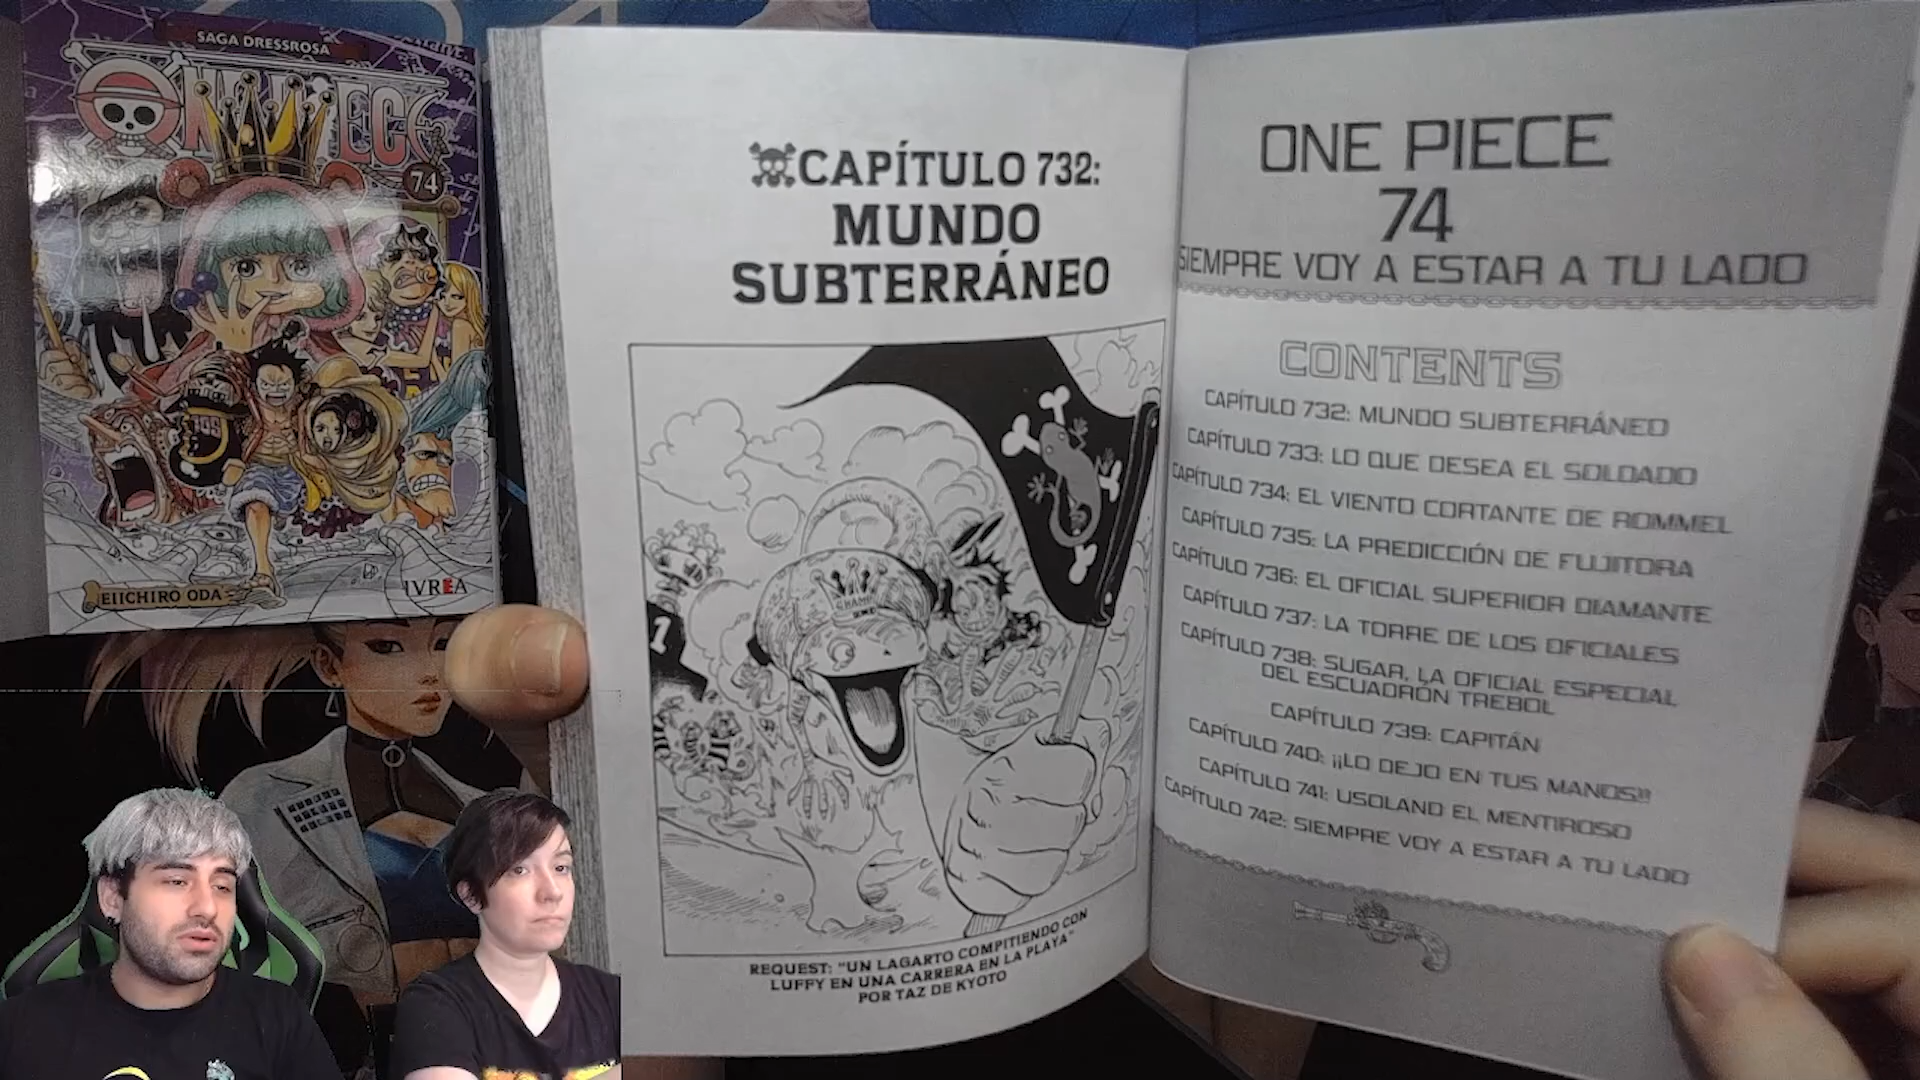 SAGA DRESSROSA
ONE PIECE
74
EIICHIRO ODA
IVREA
CAPÍTULO 732:
MUNDO
SUBTERRÁNEO
CHAMP
1
REQUEST: "UN LAGARTO COMPITIENDO CON
LUFFY EN UNA CARRERA EN LA PLAYA"
POR TAZ DE KYOTO
ONE PIECE
74
SIEMPRE VOY A ESTAR A TU LADO
CONTENTS
CAPÍTULO 732: MUNDO SUBTERRÁNEO
CAPÍTULO 733: LO QUE DESEA EL SOLDADO
CAPÍTULO 734: EL VIENTO CORTANTE DE ROMMEL
CAPÍTULO 735: LA PREDICCIÓN DE FUJITORA
CAPÍTULO 736: EL OFICIAL SUPERIOR DIAMANTE
CAPÍTULO 737: LA TORRE DE LOS OFICIALES
CAPÍTULO 738: SUGAR, LA OFICIAL ESPECIAL
DEL ESCUADRÓN TREBOL
CAPÍTULO 739: CAPITÁN
CAPÍTULO 740: ¡¡LO DEJO EN TUS MANOS!!
CAPÍTULO 741: USOLAND EL MENTIROSO
CAPÍTULO 742: SIEMPRE VOY A ESTAR A TU LADO